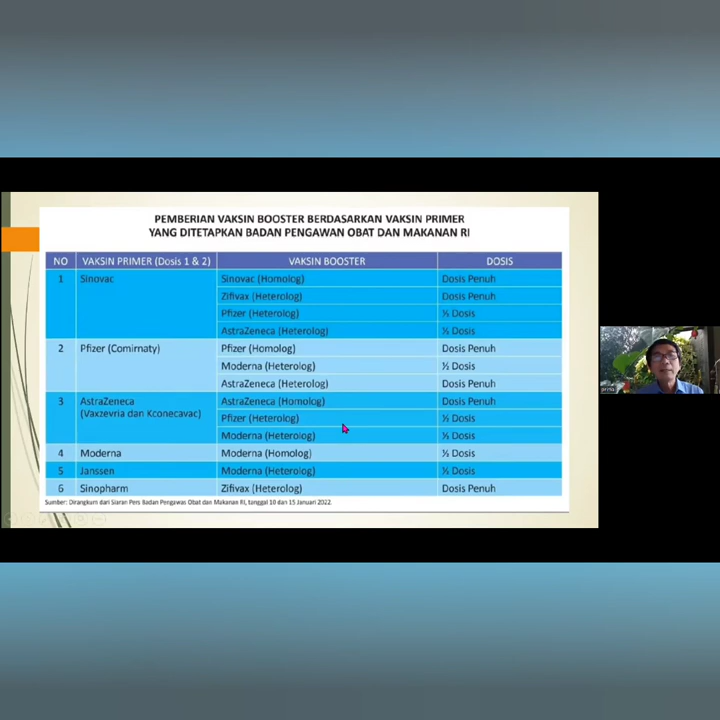 PEMBERIAN VAKSIN BOOSTER BERDASARKAN VAKSIN PRIMER
YANG DITETAPKAN BADAN PENGAWAN OBAT DAN MAKANAN RI
NO VAKSIN PRIMER (Dosis 1 & 2) VAKSIN BOOSTER DOSIS
1 Sinovac Sinovac (Homolog) Dosis Penuh
Zifivax (Heterolog) Dosis Penuh
Pfizer (Heterolog) ½ Dosis
AstraZeneca (Heterolog) ½ Dosis
2 Pfizer (Comirnaty) Pfizer (Homolog) Dosis Penuh
Moderna (Heterolog) ½ Dosis
AstraZeneca (Heterolog) Dosis Penuh
3 AstraZeneca AstraZeneca (Homolog) Dosis Penuh
(Vaxzevria dan Kconecavac) Pfizer (Heterolog) ½ Dosis
Moderna (Heterolog) ½ Dosis
4 Moderna Moderna (Homolog) ½ Dosis
5 Janssen Moderna (Heterolog) ½ Dosis
6 Sinopharm Zifivax (Heterolog) Dosis Penuh
Sumber: Dirangkum dari Siaran Pers Badan Pengawas Obat dan Makanan RI, tanggal 10 dan 15 Januari 2022.